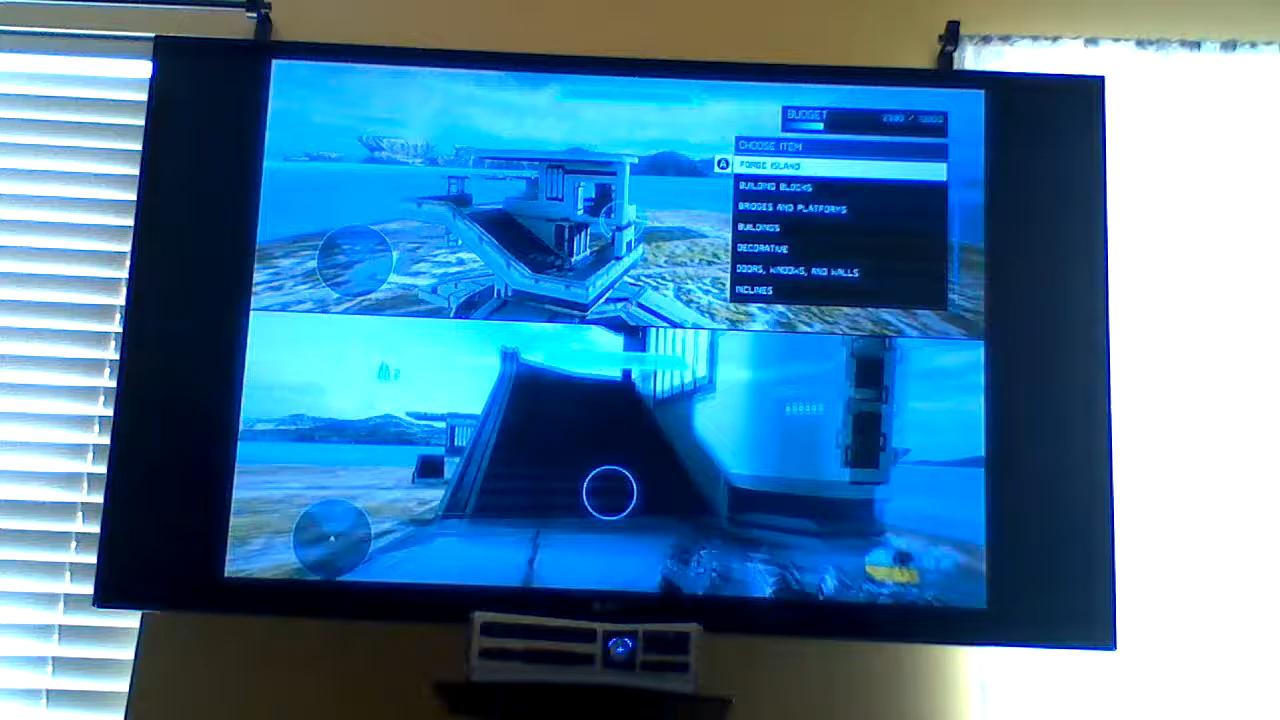 BUDGET
CHOOSE ITEM
A FORGE ISLAND
BUILDING BLOCKS
BRIDGES AND PLATFORMS
BUILDINGS
DECORATIVE
DOORS, WINDOWS, AND WALLS
INCLINES